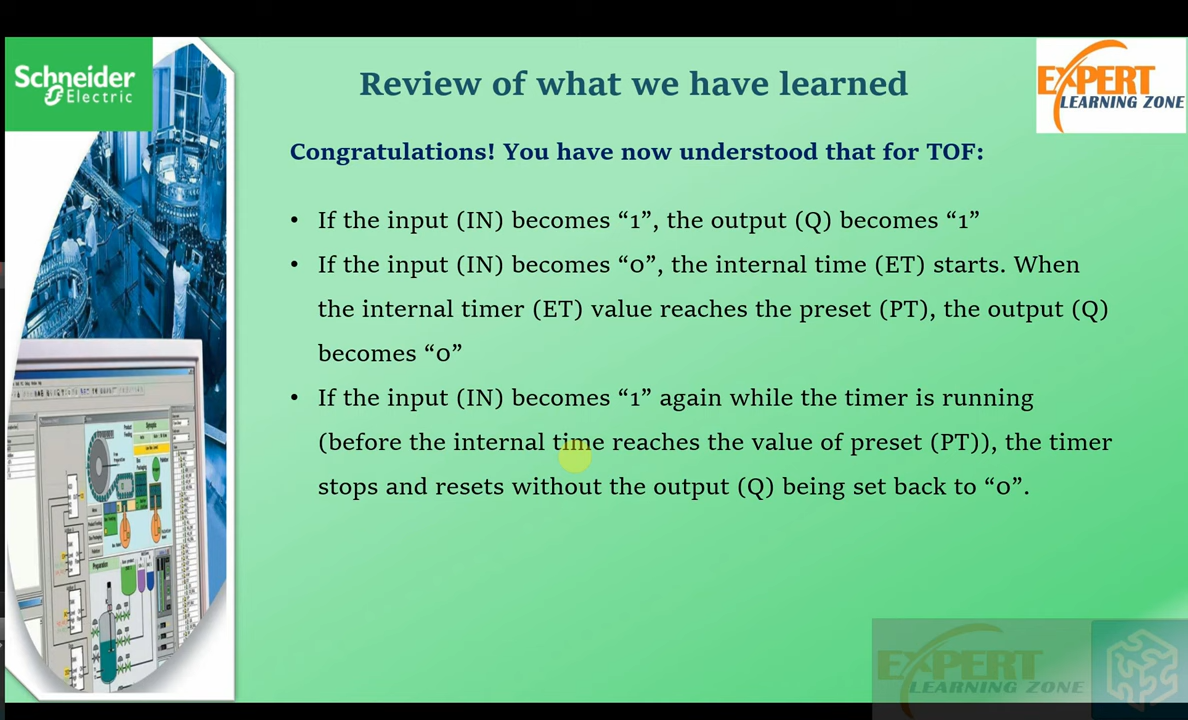 Schneider
Electric
EXPERT
LEARNING ZONE
Review of what we have learned
Congratulations! You have now understood that for TOF:
• If the input (IN) becomes “1”, the output (Q) becomes “1”
• If the input (IN) becomes “0”, the internal time (ET) starts. When
the internal timer (ET) value reaches the preset (PT), the output (Q)
becomes “0”
• If the input (IN) becomes “1” again while the timer is running
(before the internal time reaches the value of preset (PT)), the timer
stops and resets without the output (Q) being set back to “0”.
Preparation
EXPERT
LEARNING ZONE